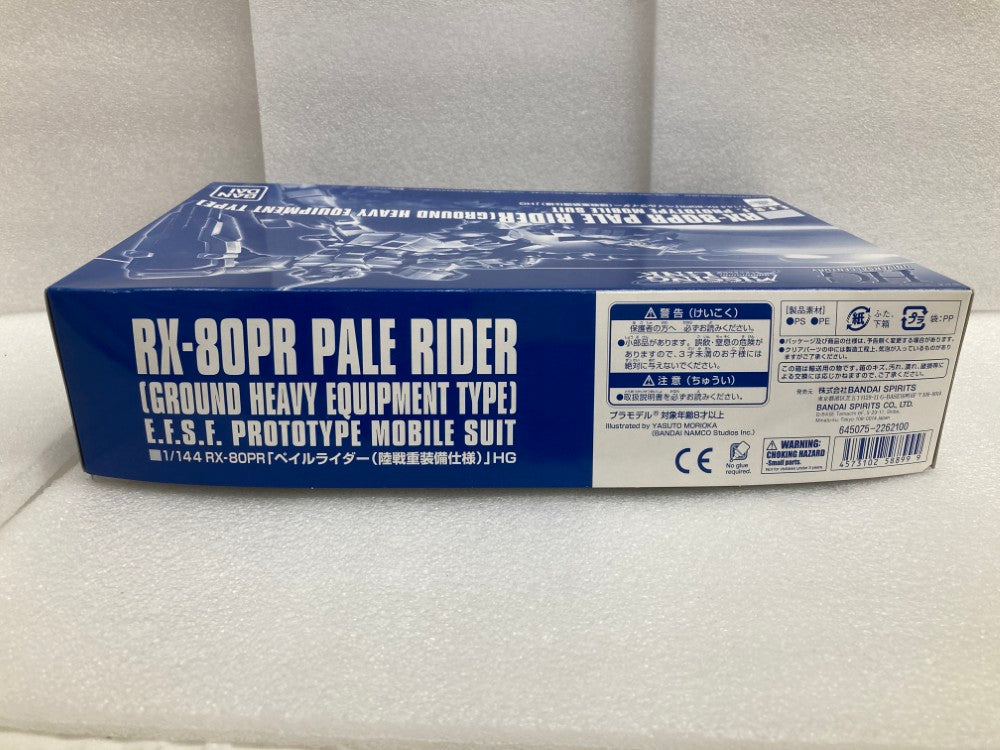 BAN
DAI
RX-80PR PALE RIDER [GROUND HEAVY EQUIPMENT TYPE]
MISSING
LINK
RX-80PR PALE RIDER
[GROUND HEAVY EQUIPMENT TYPE]
E.F.S.F. PROTOTYPE MOBILE SUIT
■1/144 RX-80PR「ペイルライダー(陸戦重装備仕様)」HG
警告(けいこく)
保護者の方へ 必ずお読みください。
●小部品があります。誤飲・窒息の危険が
ありますので、3才未満のお子様には
絶対に与えないでください。
注意(ちゅうい)
●取扱説明書を必ずお読みください。
プラモデル® 対象年齢8才以上
Illustrated by YASUTO MORIOKA
(BANDAI NAMCO Studios Inc.)
CE
No glue
required.
[製品素材]
●PS ●PE
紙 ふた、
下箱
プラ 袋:PP
●パッケージ及び商品の仕様は、予告無く変更する場合がございます。
●クリアパーツの中には製造工程上、気泡が入っているものがあります
この箱は輸送用の物です。箱のキズ、汚れ、潰れ、破損等に
よる交換には応じかねますので、ご了承ください。
発売元 株式会社BANDAI SPIRITS
BANDAI SPIRITS CO., LTD.
645075-2262100
WARNING:
CHOKING HAZARD
-Small parts.
Not for children under 3 years.
4573102 588999